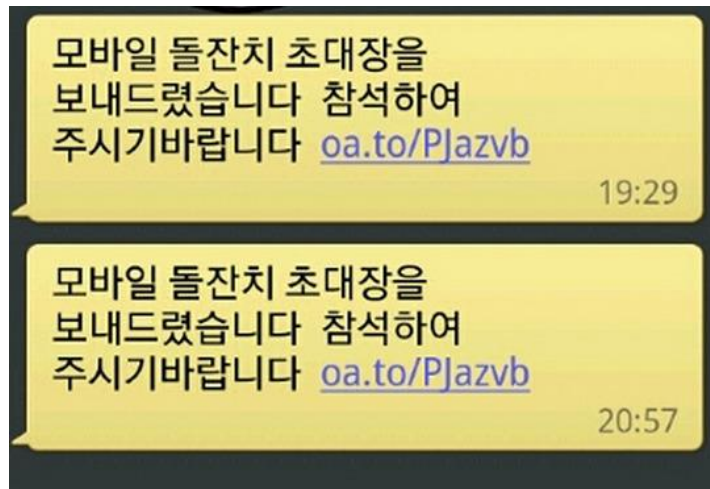 모바일 돌잔치 초대장을
보내드렸습니다 참석하여
주시기바랍니다 oa.to/PJazvb
19:29
모바일 돌잔치 초대장을
보내드렸습니다 참석하여
주시기바랍니다 oa.to/PJazvb
20:57